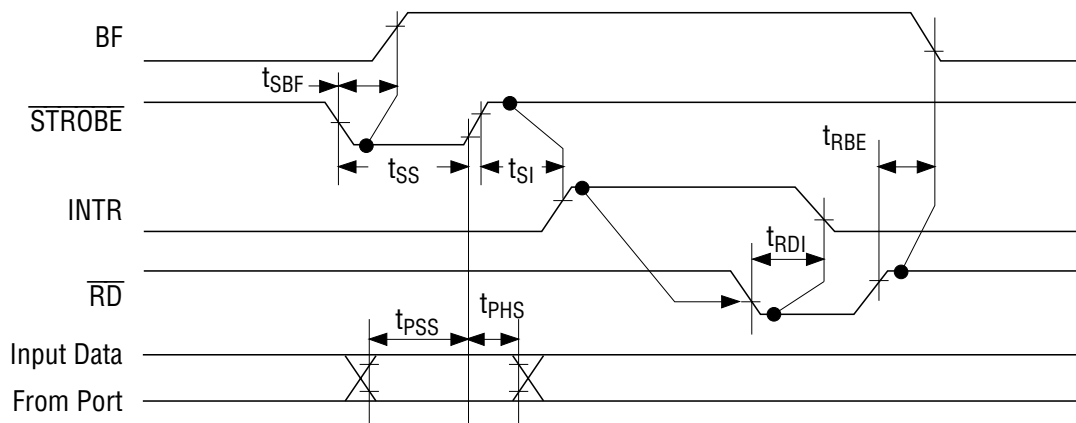 BF
tSBF
STROBE
tSS
tSI
tRBE
INTR
tRDI
RD
tPSS
tPHS
Input Data
From Port